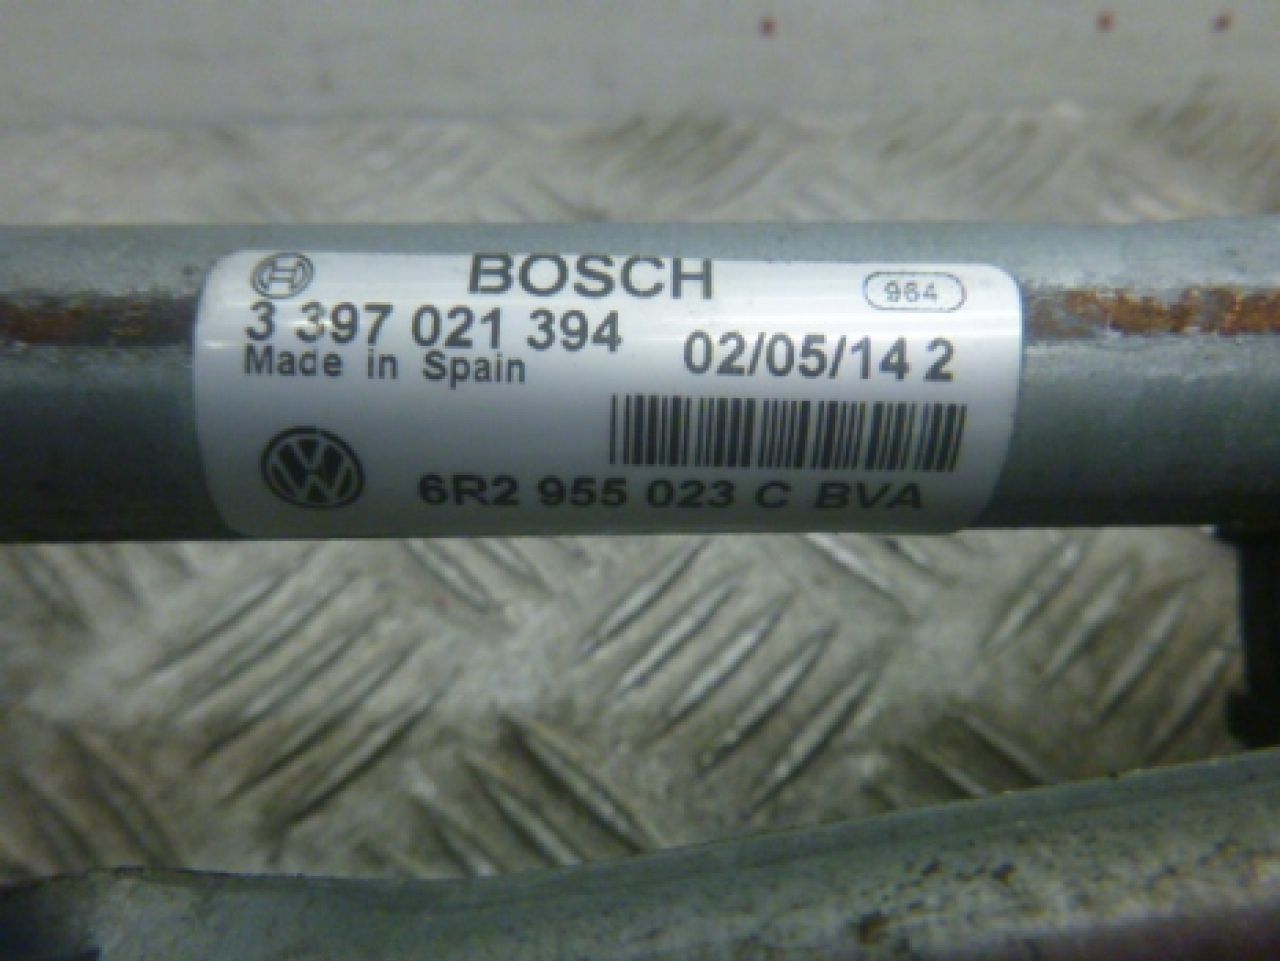 BOSCH 964
3 397 021 394 02/05/14 2
Made in Spain
6R2 955 023 C BVA